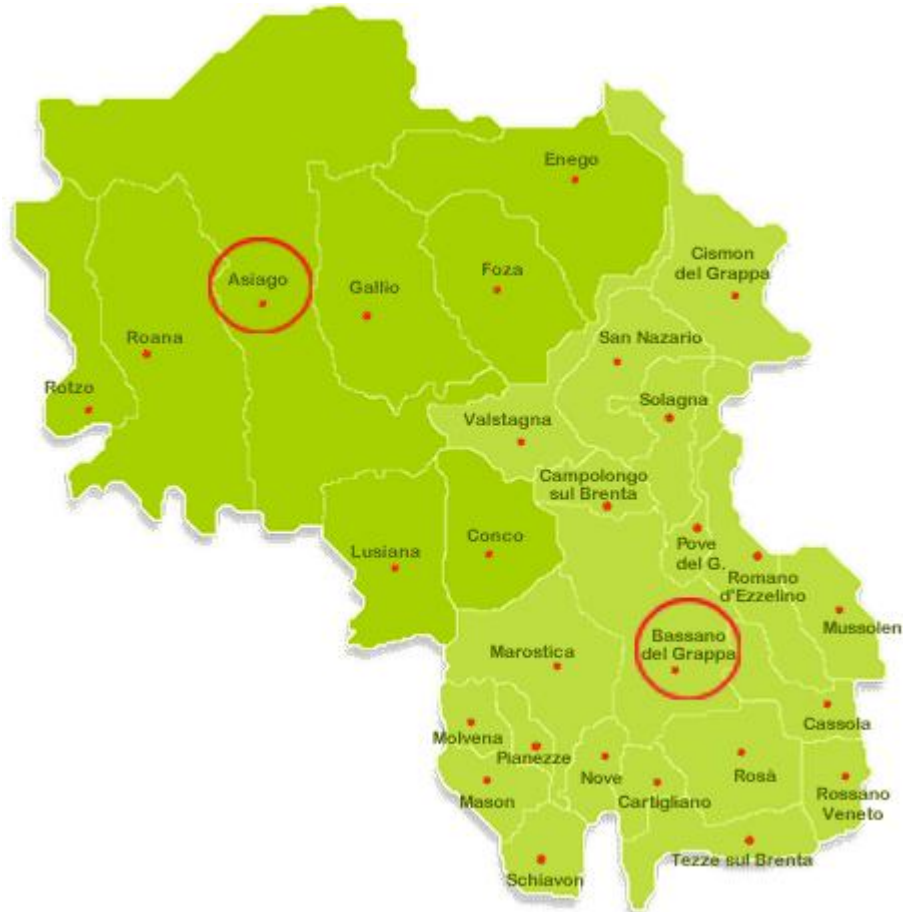 Enego
Cismon
del Grappa
Asiago
Foza
Gallio
Roana
San Nazario
Rotzo
Solagna
Valstagna
Campolongo
sul Brenta
Lusiana
Conco
Pove
del G.
Romano
d'Ezzelino
Mussolen
Bassano
del Grappa
Marostica
Cassola
Molvena
Pianezze
Nove
Rosà
Mason
Cartigliano
Rossano
Veneto
Tezze sul Brenta
Schiavon